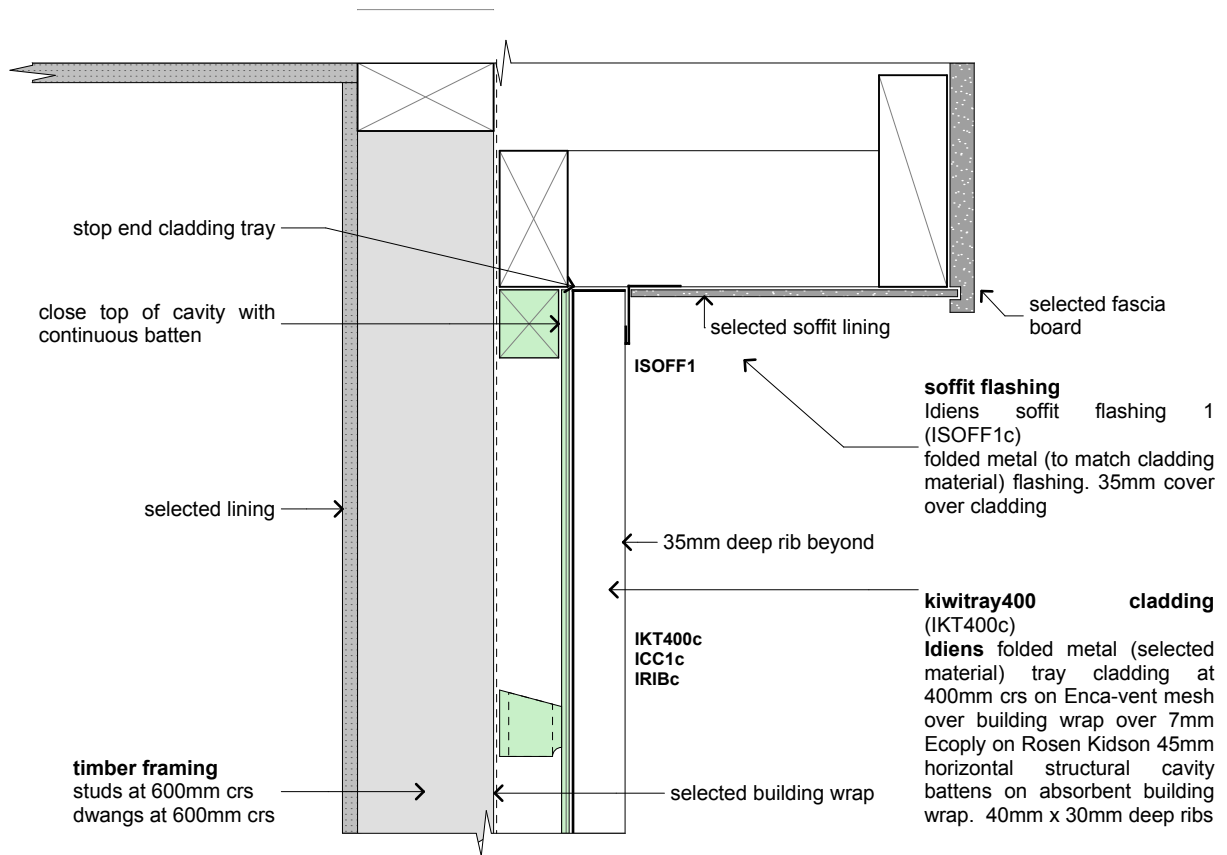 stop end cladding tray
close top of cavity with
continuous batten
selected soffit lining
selected fascia
board
ISOFF1
soffit flashing
Idiens soffit flashing 1
(ISOFF1c)
folded metal (to match cladding
material) flashing. 35mm cover
over cladding
selected lining
35mm deep rib beyond
IKT400c
ICC1c
IRIBc
kiwitray400 cladding
(IKT400c)
Idiens folded metal (selected
material) tray cladding at
400mm crs on Enca-vent mesh
over building wrap over 7mm
Ecoply on Rosen Kidson 45mm
horizontal structural cavity
battens on absorbent building
wrap. 40mm x 30mm deep ribs
timber framing
studs at 600mm crs
dwangs at 600mm crs
selected building wrap